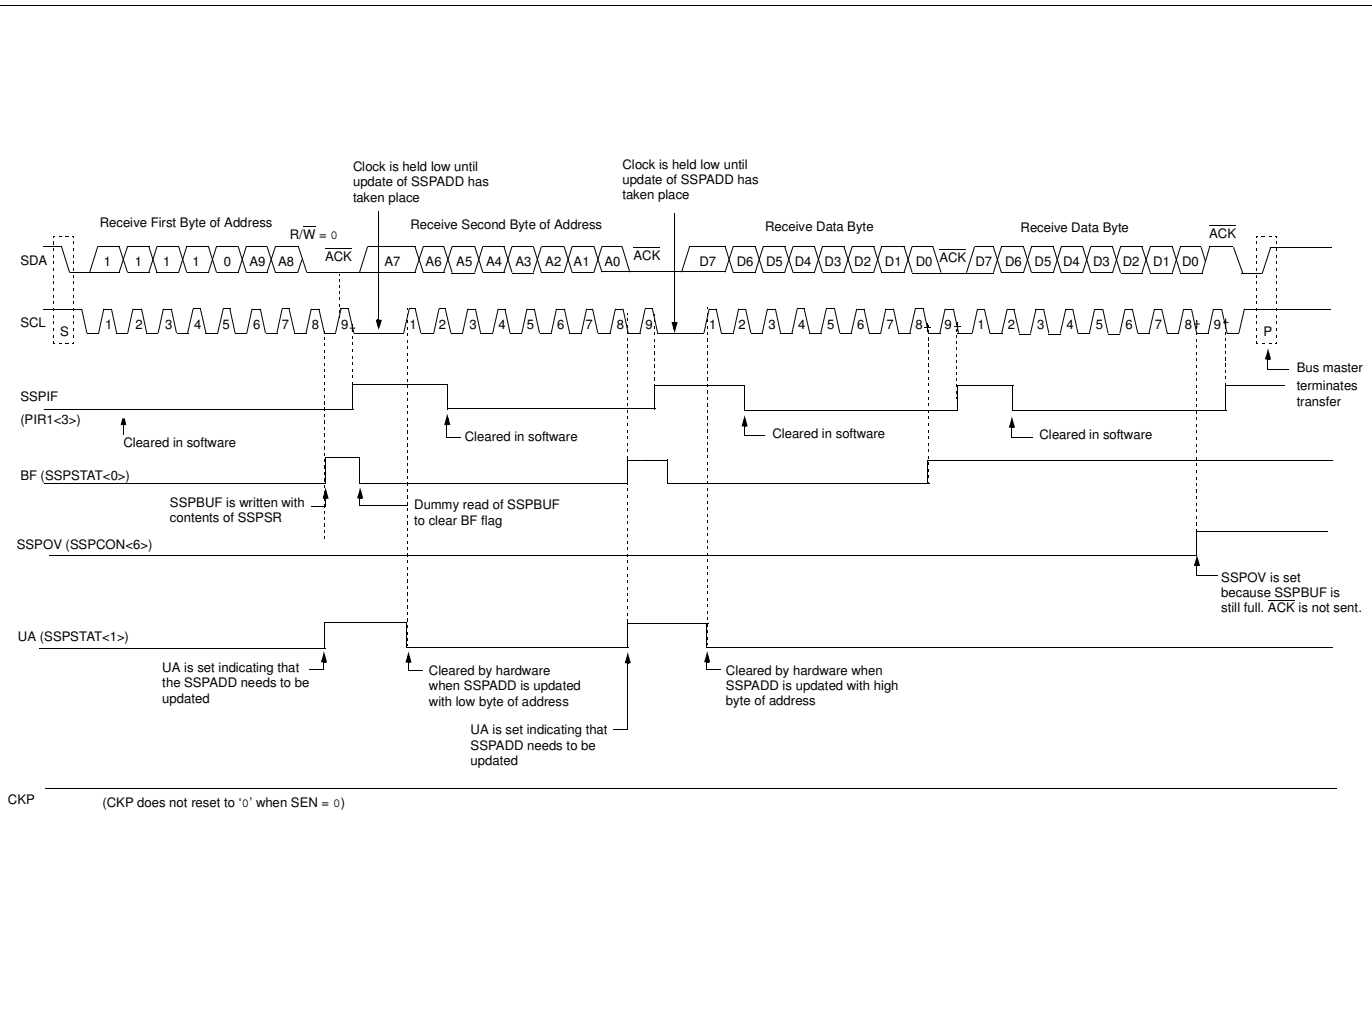 Clock is held low until
update of SSPADD has
taken place
Clock is held low until
update of SSPADD has
taken place
Receive First Byte of Address
R/W = 0
ACK
Receive Second Byte of Address
ACK
Receive Data Byte
ACK
Receive Data Byte
ACK
SDA
1 1 1 1 0 A9 A8
A7 A6 A5 A4 A3 A2 A1 A0
D7 D6 D5 D4 D3 D2 D1 D0
D7 D6 D5 D4 D3 D2 D1 D0
SCL
S
1 2 3 4 5 6 7 8 9
1 2 3 4 5 6 7 8 9
1 2 3 4 5 6 7 8 9
1 2 3 4 5 6 7 8 9
P
Bus master
terminates
transfer
SSPIF
(PIR1<3>)
Cleared in software
Cleared in software
Cleared in software
Cleared in software
BF (SSPSTAT<0>)
SSPBUF is written with
contents of SSPSR
Dummy read of SSPBUF
to clear BF flag
SSPOV (SSPCON<6>)
SSPOV is set
because SSPBUF is
still full. ACK is not sent.
UA (SSPSTAT<1>)
UA is set indicating that
the SSPADD needs to be
updated
Cleared by hardware
when SSPADD is updated
with low byte of address
UA is set indicating that
SSPADD needs to be
updated
Cleared by hardware when
SSPADD is updated with high
byte of address
CKP
(CKP does not reset to ‘0’ when SEN = 0)